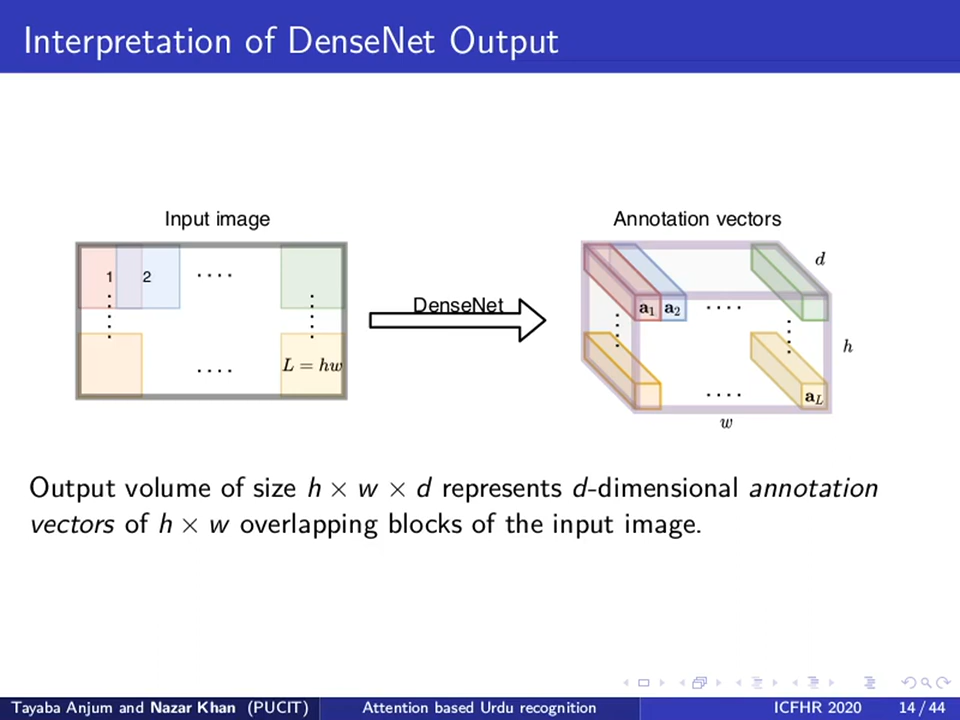 Interpretation of DenseNet Output
Input image
1 2 . . . .
. . . . L = hw
DenseNet
Annotation vectors
d
a1 a2 . . . .
h
. . . . aL
w
Output volume of size h × w × d represents d-dimensional annotation
vectors of h × w overlapping blocks of the input image.
Tayaba Anjum and Nazar Khan (PUCIT) Attention based Urdu recognition ICFHR 2020 14 / 44